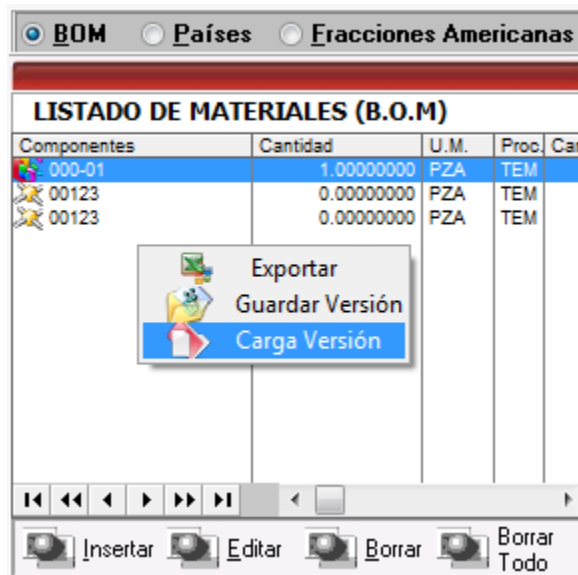 BOM Países Fracciones Americanas
LISTADO DE MATERIALES (B.O.M)
Componentes Cantidad U.M. Proc. Car
000-01 1.00000000 PZA TEM
00123 0.00000000 PZA TEM
00123 0.00000000 PZA TEM
Exportar
Guardar Versión
Carga Versión
Insertar Editar Borrar Borrar Todo